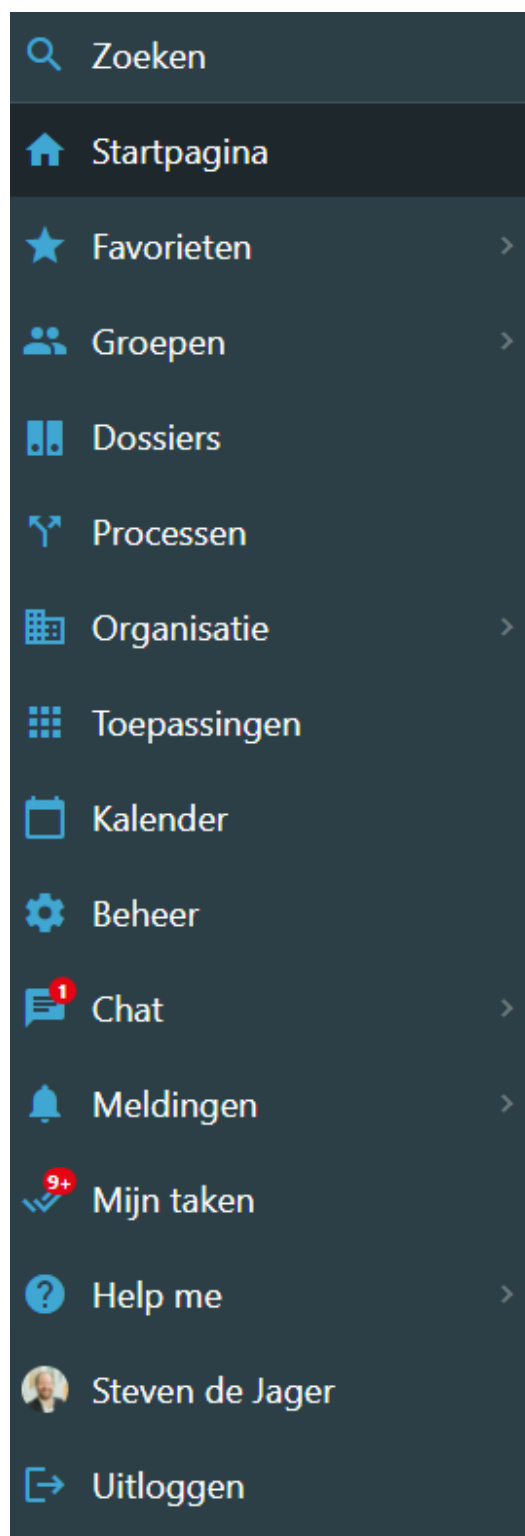 Zoeken
Startpagina
Favorieten
Groepen
Dossiers
Processen
Organisatie
Toepassingen
Kalender
Beheer
1
Chat
Meldingen
9+
Mijn taken
Help me
Steven de Jager
Uitloggen